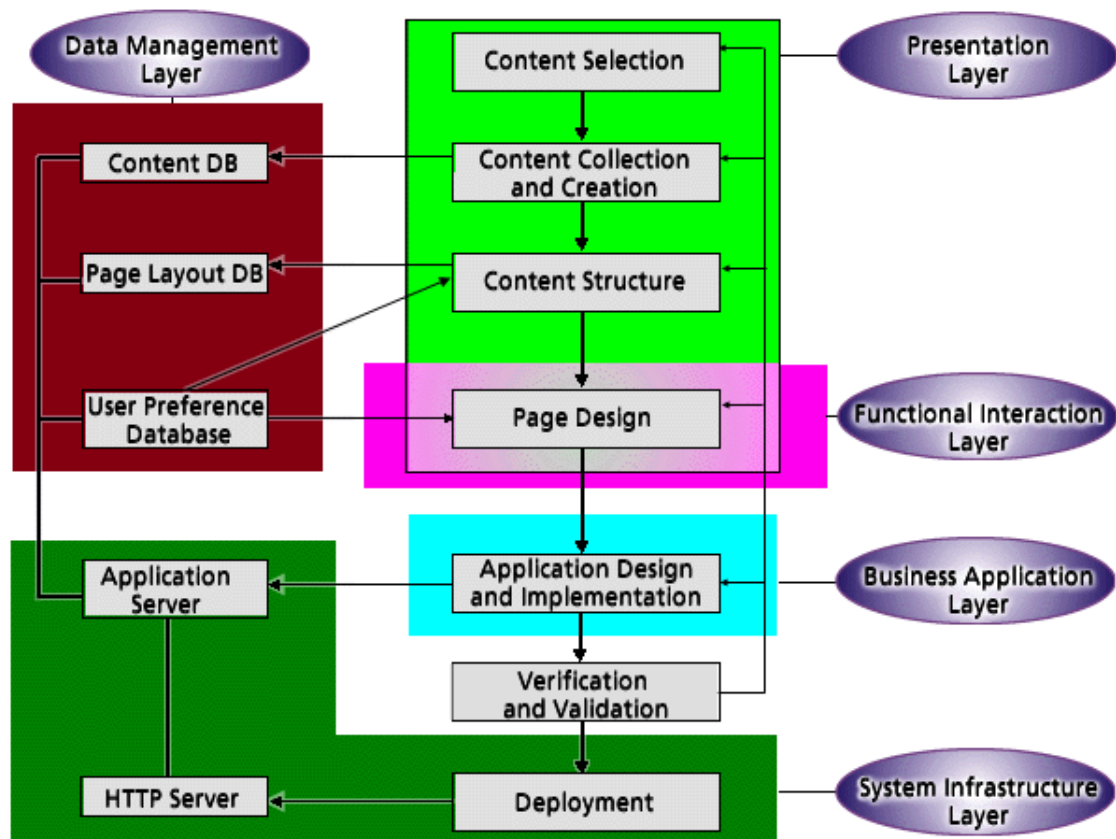 Data Management
Layer
Content Selection
Presentation
Layer
Content DB
Content Collection
and Creation
Page Layout DB
Content Structure
User Preference
Database
Page Design
Functional Interaction
Layer
Application
Server
Application Design
and Implementation
Business Application
Layer
Verification
and Validation
HTTP Server
Deployment
System Infrastructure
Layer